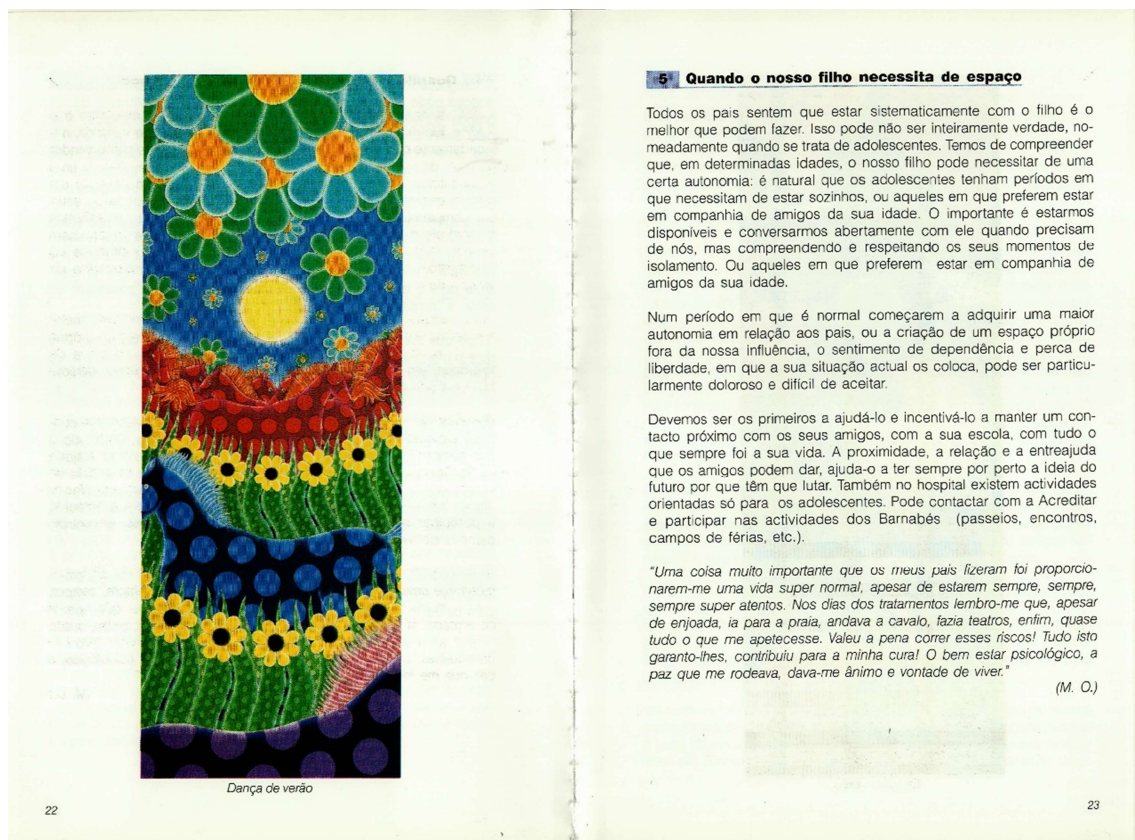 Dança de verão
22
5 Quando o nosso filho necessita de espaço
Todos os pais sentem que estar sistematicamente com o filho é o
melhor que podem fazer. Isso pode não ser inteiramente verdade, no-
meadamente quando se trata de adolescentes. Temos de compreender
que, em determinadas idades, o nosso filho pode necessitar de uma
certa autonomia: é natural que os adolescentes tenham períodos em
que necessitam de estar sozinhos, ou aqueles em que preferem estar
em companhia de amigos da sua idade. O importante é estarmos
disponíveis e conversarmos abertamente com ele quando precisam
de nós, mas compreendendo e respeitando os seus momentos de
isolamento. Ou aqueles em que preferem estar em companhia de
amigos da sua idade.
Num período em que é normal começarem a adquirir uma maior
autonomia em relação aos pais, ou a criação de um espaço próprio
fora da nossa influência, o sentimento de dependência e perca de
liberdade, em que a sua situação actual os coloca, pode ser particu-
larmente doloroso e difícil de aceitar.
Devemos ser os primeiros a ajudá-lo e incentivá-lo a manter um con-
tacto próximo com os seus amigos, com a sua escola, com tudo o
que sempre foi a sua vida. A proximidade, a relação e a entreajuda
que os amigos podem dar, ajuda-o a ter sempre por perto a ideia do
futuro por que têm que lutar. Também no hospital existem actividades
orientadas só para os adolescentes. Pode contactar com a Acreditar
e participar nas actividades dos Barnabés (passeios, encontros,
campos de férias, etc.).
"Uma coisa muito importante que os meus pais fizeram foi proporcio-
narem-me uma vida super normal, apesar de estarem sempre, sempre,
sempre super atentos. Nos dias dos tratamentos lembro-me que, apesar
de enjoada, ia para a praia, andava a cavalo, fazia teatros, enfim, quase
tudo o que me apetecesse. Valeu a pena correr esses riscos! Tudo isto
garanto-lhes, contribuiu para a minha cura! O bem estar psicológico, a
paz que me rodeava, dava-me ânimo e vontade de viver."
(M. O.)
23